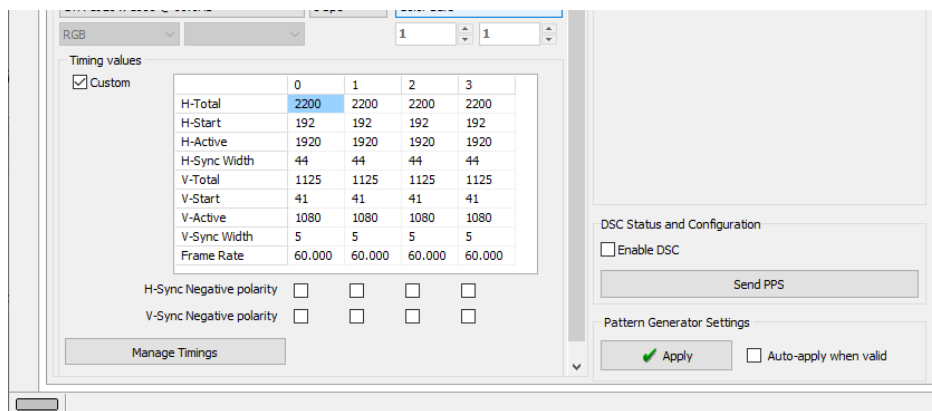 RGB 1 1
Timing values
Custom
0 1 2 3
H-Total 2200 2200 2200 2200
H-Start 192 192 192 192
H-Active 1920 1920 1920 1920
H-Sync Width 44 44 44 44
V-Total 1125 1125 1125 1125
V-Start 41 41 41 41
V-Active 1080 1080 1080 1080
V-Sync Width 5 5 5 5
Frame Rate 60.000 60.000 60.000 60.000
H-Sync Negative polarity
V-Sync Negative polarity
Manage Timings
DSC Status and Configuration
Enable DSC
Send PPS
Pattern Generator Settings
Apply Auto-apply when valid